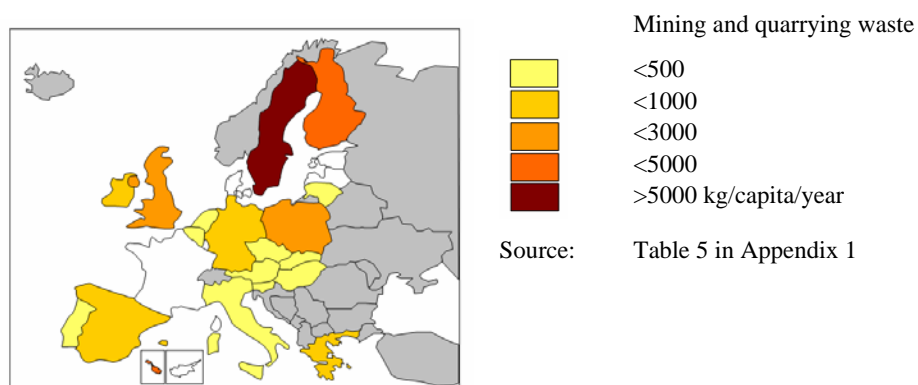 Mining and quarrying waste
<500
<1000
<3000
<5000
>5000 kg/capita/year
Source: Table 5 in Appendix 1